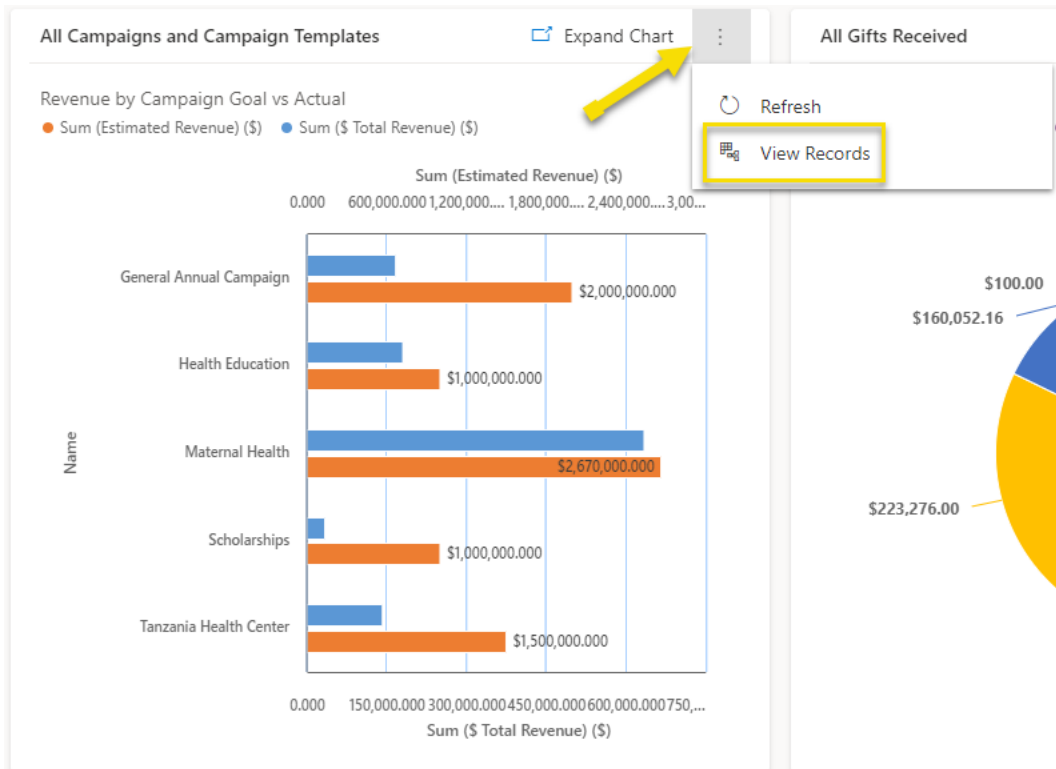 All Campaigns and Campaign Templates
Expand Chart
Refresh
View Records
Revenue by Campaign Goal vs Actual
Sum (Estimated Revenue) ($) Sum ($ Total Revenue) ($)
Sum (Estimated Revenue) ($)
0.000 600,000.000 1,200,000.... 1,800,000.... 2,400,000.... 3,00...
Name
General Annual Campaign
$2,000,000.000
Health Education
$1,000,000.000
Maternal Health
$2,670,000.000
Scholarships
$1,000,000.000
Tanzania Health Center
$1,500,000.000
0.000 150,000.000 300,000.000 450,000.000 600,000.000 750,...
Sum ($ Total Revenue) ($)
All Gifts Received
$100.00
$160,052.16
$223,276.00